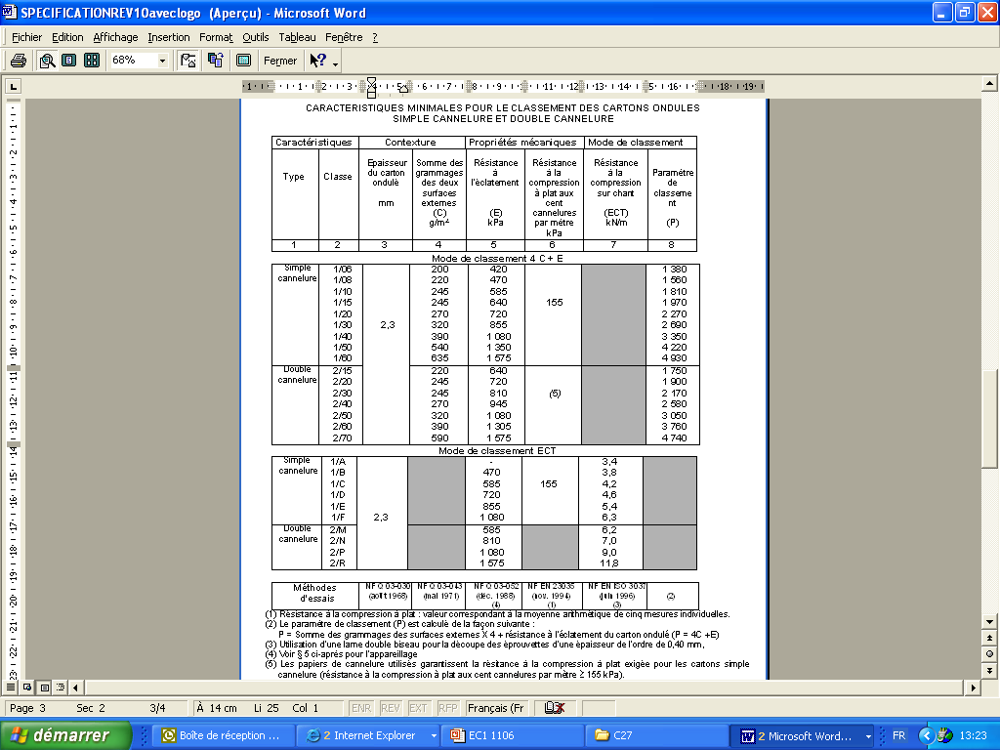 SPECIFICATIONREV10aveclogo (Aperçu) - Microsoft Word
Fichier Edition Affichage Insertion Format Outils Tableau Fenêtre ?
68% Fermer
CARACTERISTIQUES MINIMALES POUR LE CLASSEMENT DES CARTONS ONDULES
SIMPLE CANNELURE ET DOUBLE CANNELURE
Caractéristiques Contexture Propriétés mécaniques Mode de classement
Type
Classe
Epaisseur du carton ondulé mm
Somme des grammages des deux surfaces externes (C) g/m²
Résistance à l'éclatement (E) kPa
Résistance à la compression à plat aux cent cannelures par mètre kPa
Résistance à la compression sur chant (ECT) kN/m
Paramètre de classeme nt (P)
1 2 3 4 5 6 7 8
Mode de classement 4 C + E
Simple cannelure 1/06 200 420 1 380
1/08 220 470 1 560
1/10 245 585 1 810
1/15 245 640 155 1 970
1/20 270 720 2 270
1/30 2,3 320 855 2 690
1/40 390 1 080 3 350
1/50 540 1 350 4 220
1/60 635 1 575 4 930
Double cannelure 2/15 220 640 1 750
2/20 245 720 1 900
2/30 245 810 (5) 2 170
2/40 270 945 2 580
2/50 320 1 080 3 050
2/60 390 1 305 3 760
2/70 590 1 575 4 740
Mode de classement ECT
Simple cannelure 1/A - 3,4
1/B 470 3,8
1/C 585 155 4,2
1/D 720 4,6
1/E 855 5,4
1/F 2,3 1 080 6,3
Double cannelure 2/M 585 6,2
2/N 810 7,0
2/P 1 080 9,0
2/R 1 575 11,8
Méthodes d'essais
NF Q 03-030 (août 1968)
NF Q 03-043 (mai 1971)
NF Q 03-052 (déc. 1988) (4)
NF EN 23035 (nov. 1994) (1)
NF EN ISO 3037 (juin 1996) (3)
(2)
(1) Résistance à la compression à plat : valeur correspondant à la moyenne arithmétique de cinq mesures individuelles.
(2) Le paramètre de classement (P) est calculé de la façon suivante :
P = Somme des grammages des surfaces externes X 4 + résistance à l'éclatement du carton ondulé (P = 4C +E)
(3) Utilisation d'une lame double biseau pour la découpe des éprouvettes d'une épaisseur de l'ordre de 0,40 mm,
(4) Voir § 5 ci-après pour l'appareillage
(5) Les papiers de cannelure utilisés garantissant la résitance à la compression à plat exigée pour les cartons simple
cannelure (résistance à la compression à plat aux cent cannelures par mètre ≥ 155 kPa).
Page 3 Sec 2 3/4 À 14 cm Li 25 Col 1 ENR REV EXT RFP Français (Fr
démarrer Boîte de réception ... 2 Internet Explorer EC1 1106 C27 2 Microsoft Word... FR 13:23